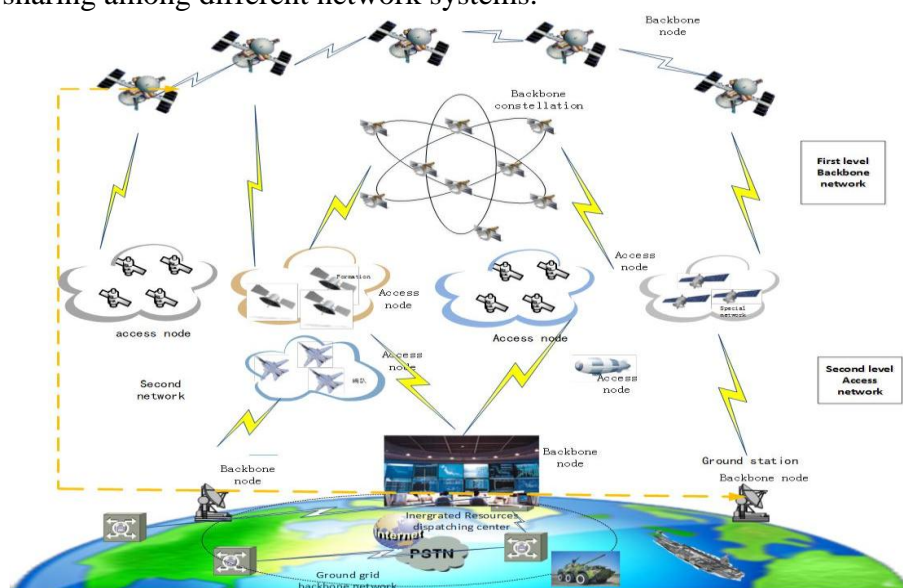 sharing among different network systems.
Backbone
node
Backbone
constellation
First level
Backbone
network
Formation
Access
node
Access
node
Special
network
access node
Access node
Access
node
Access
node
Second
network
Second level
Access
network
Backbone
node
Backbone
node
Ground station
Backbone node
Inergrated Resources
dispatching center
Internet
PSTN
Ground grid
backbone network